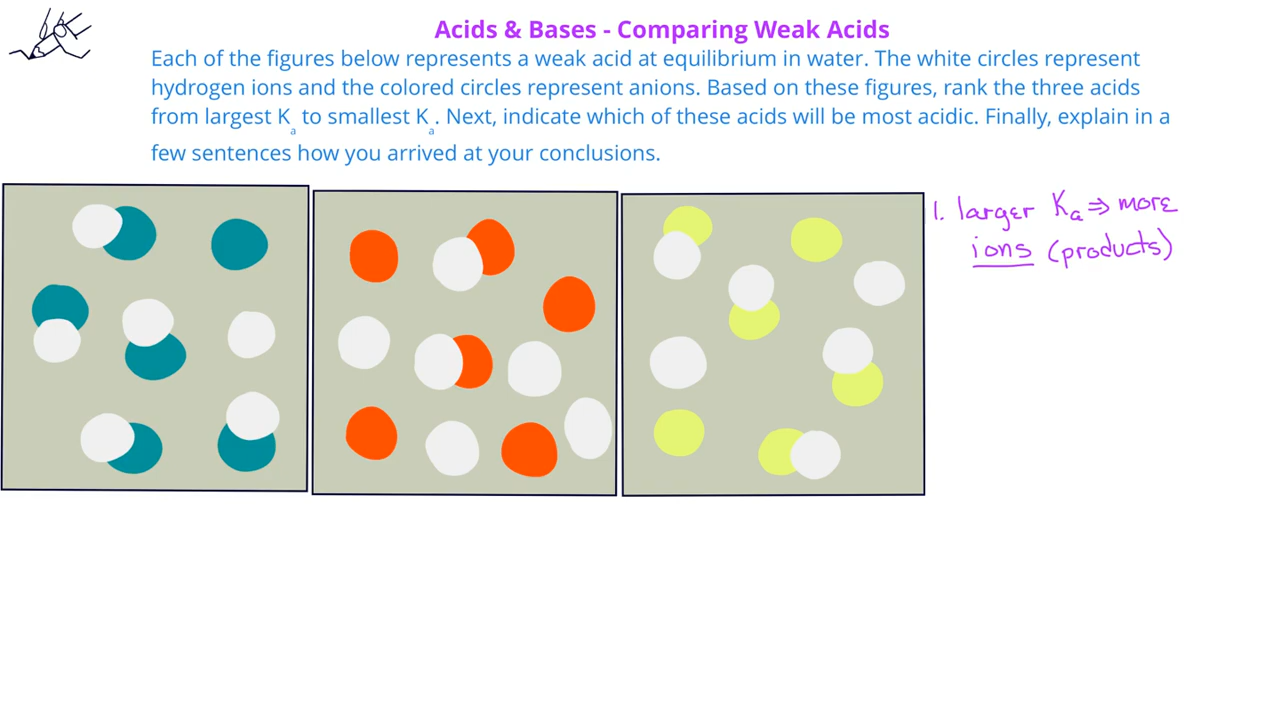 Acids & Bases - Comparing Weak Acids
Each of the figures below represents a weak acid at equilibrium in water. The white circles represent
hydrogen ions and the colored circles represent anions. Based on these figures, rank the three acids
from largest Ka to smallest Ka. Next, indicate which of these acids will be most acidic. Finally, explain in a
few sentences how you arrived at your conclusions.
1. larger Ka ⇒ more
ions (products)